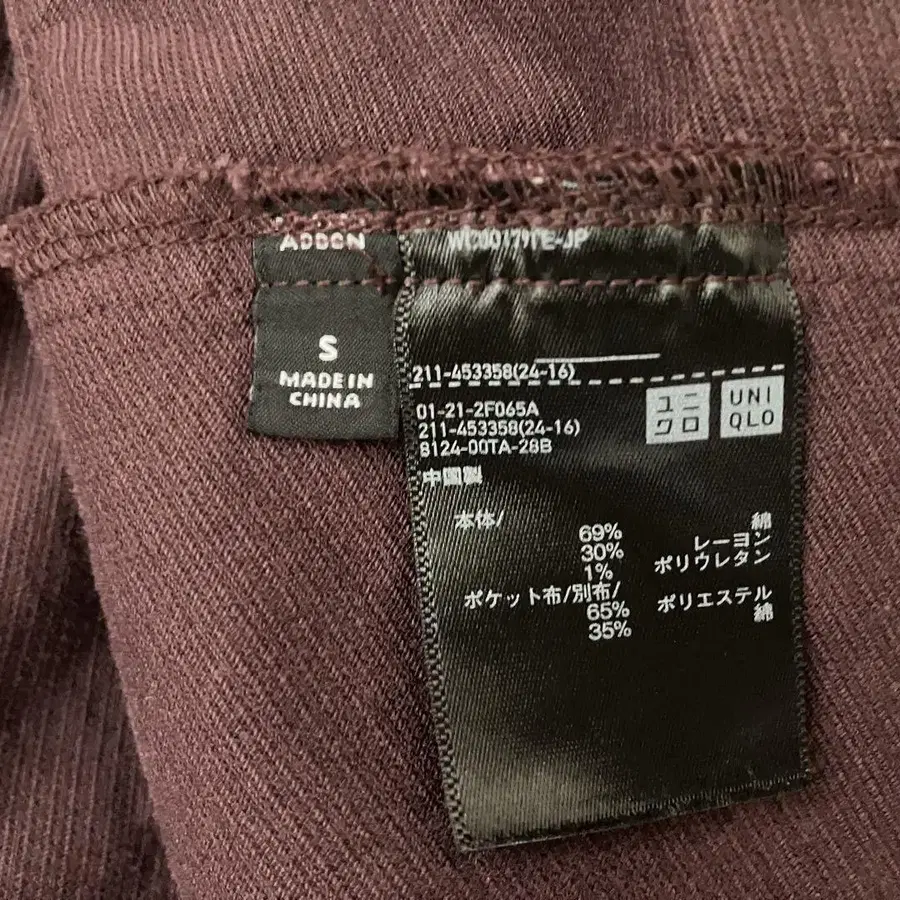 S
MADE IN
CHINA
211-453358(24-16)
01-21-2F065A
211-453358(24-16)
8124-00TA-28B
ユニ
クロ
UNI
QLO
中国製
本体/
69% 綿
30% レーヨン
1% ポリウレタン
ポケット布/別布/
65% ポリエステル
35% 綿